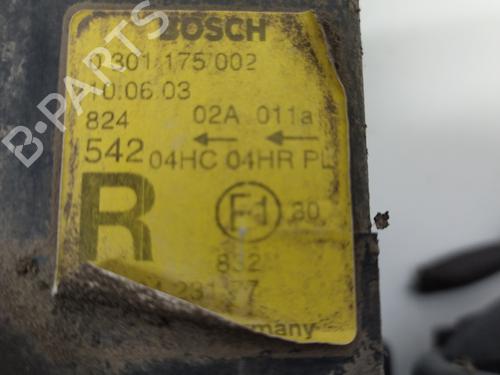 BOSCH
0 301 175 002
10.06.03
824 02A 011a
542 04HC 04HR PL
R E1 30
832
B-PARTS